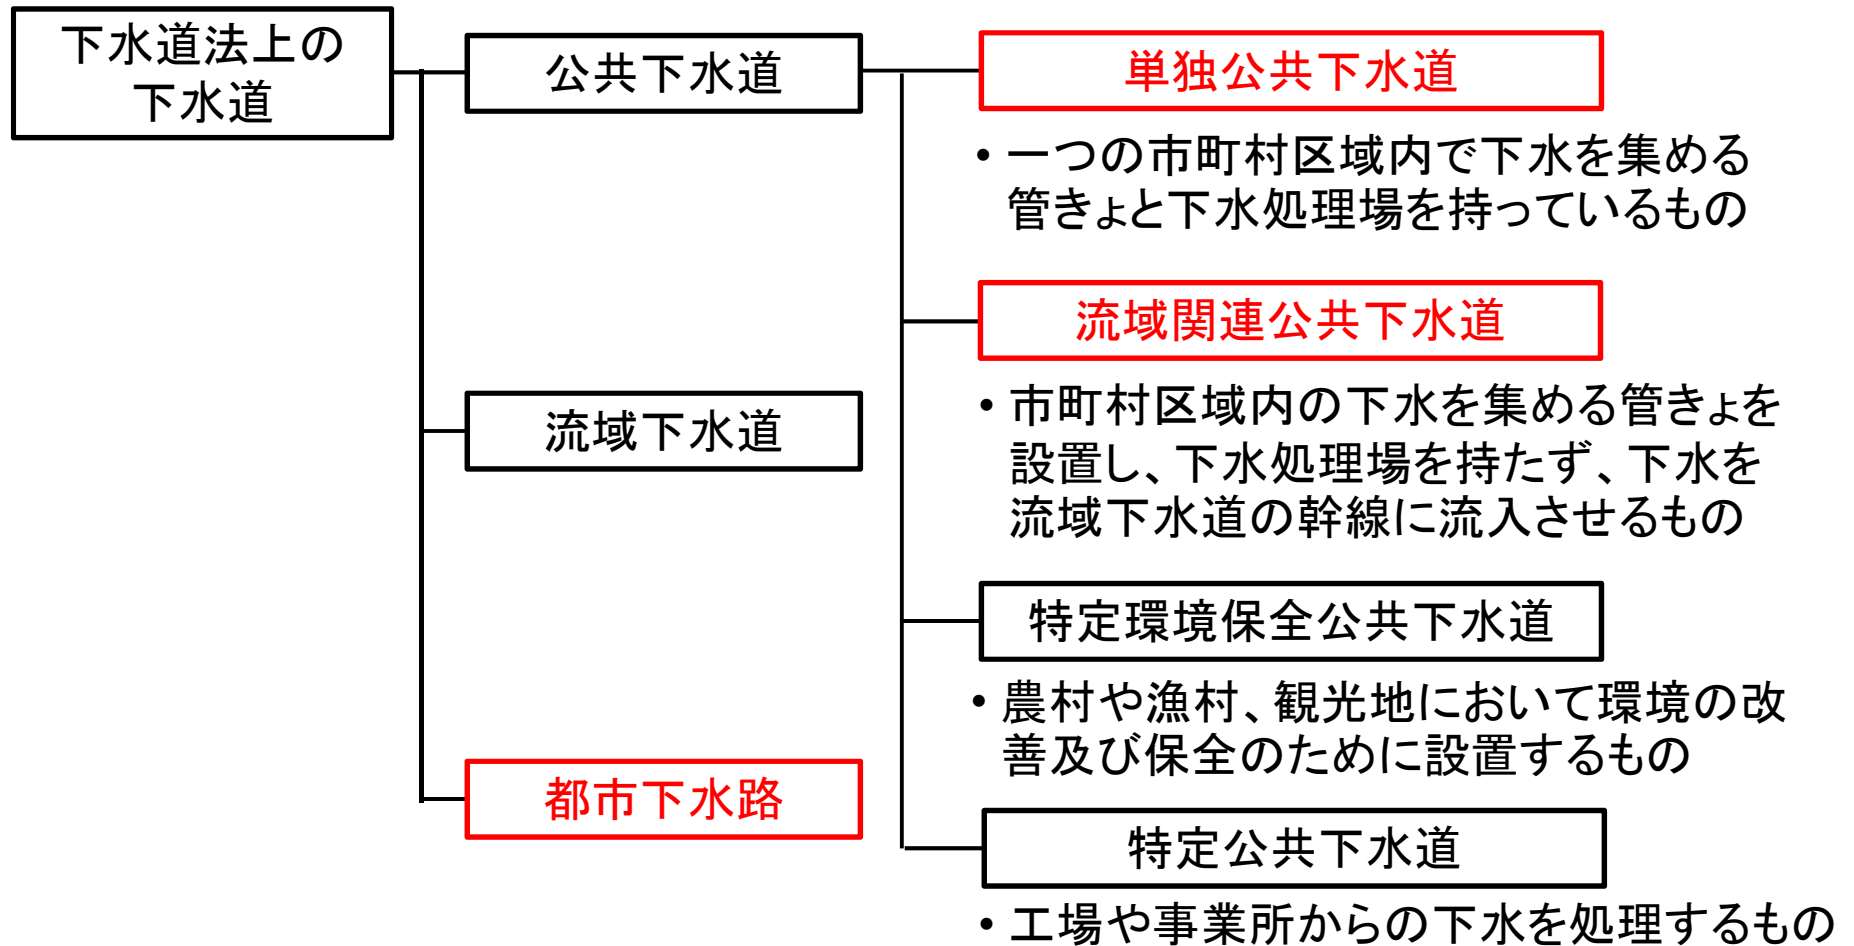 下水道法上の
下水道
公共下水道
単独公共下水道
・一つの市町村区域内で下水を集める
管きょと下水処理場を持っているもの
流域関連公共下水道
・市町村区域内の下水を集める管きょを
設置し、下水処理場を持たず、下水を
流域下水道の幹線に流入させるもの
特定環境保全公共下水道
・農村や漁村、観光地において環境の改
善及び保全のために設置するもの
特定公共下水道
・工場や事業所からの下水を処理するもの
流域下水道
都市下水路